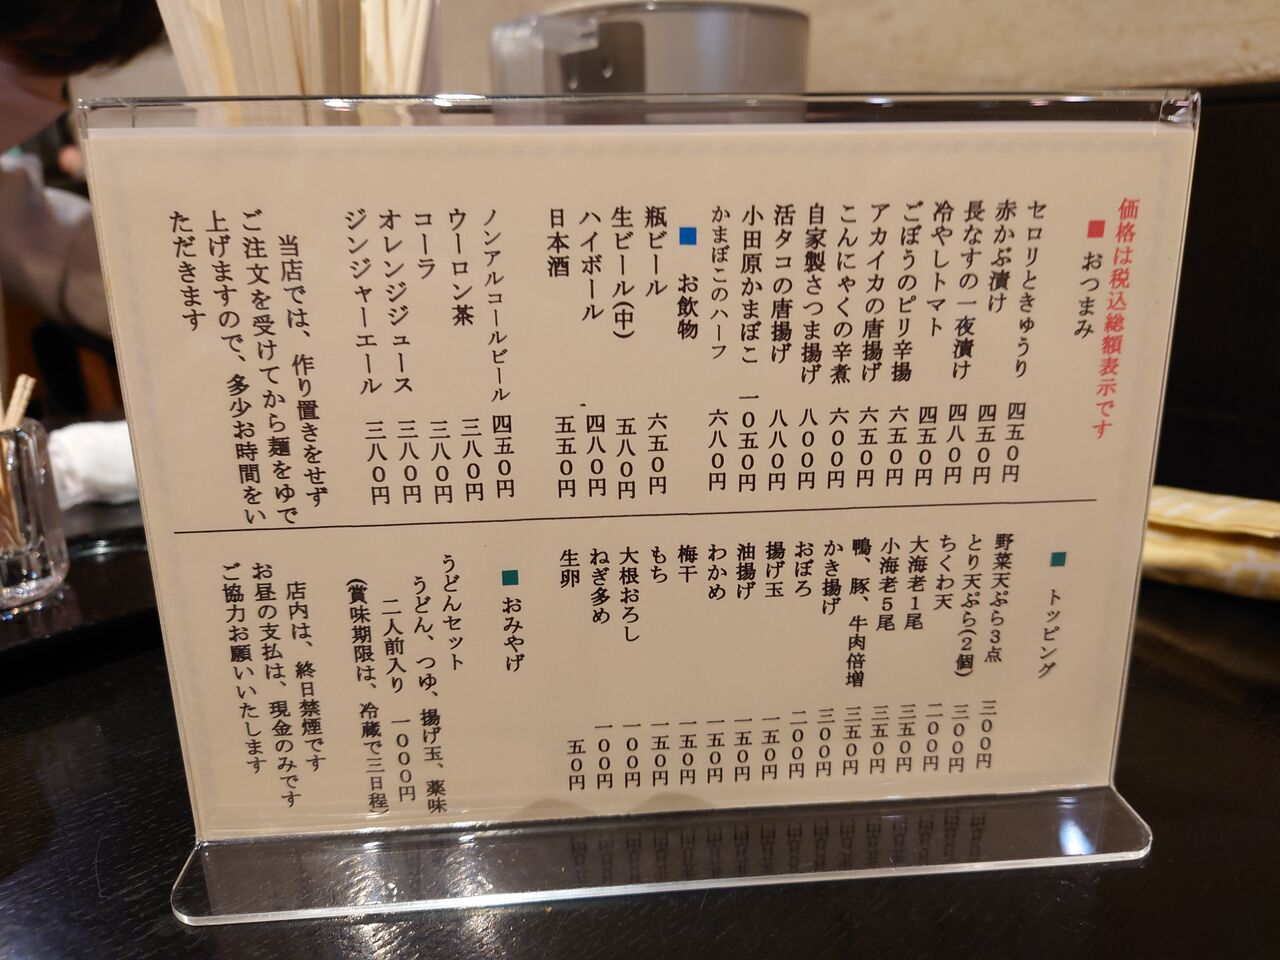 価格は税込総額表示です
■ おつまみ
セロリときゅうり 四五〇円
赤かぶ漬け 四五〇円
長なすの一夜漬け 四八〇円
冷やしトマト 四五〇円
ごぼうのピリ辛揚 六五〇円
アカイカの唐揚げ 六五〇円
こんにゃくの辛煮 六〇〇円
自家製さつま揚げ 八〇〇円
活タコの唐揚げ 八八〇円
小田原かまぼこ 一〇五〇円
かまぼこのハーフ 六八〇円
■ お飲物
瓶ビール 六五〇円
生ビール(中) 五八〇円
ハイボール 四八〇円
日本酒 五五〇円
ノンアルコールビール 四五〇円
ウーロン茶 三八〇円
コーラ 三八〇円
オレンジジュース 三八〇円
ジンジャーエール 三八〇円
当店では、作り置きをせず
ご注文を受けてから麺をゆで
上げますので、多少お時間をい
ただきます
■ トッピング
野菜天ぷら3点 三〇〇円
とり天ぷら(2個) 三〇〇円
ちくわ天 二〇〇円
大海老1尾 三五〇円
小海老5尾 三五〇円
鴨、豚、牛肉倍増 三五〇円
かき揚げ 三〇〇円
おぼろ 二〇〇円
揚げ玉 一五〇円
油揚げ 一五〇円
わかめ 一五〇円
梅干 一五〇円
もち 一五〇円
大根おろし 一〇〇円
ねぎ多め 一〇〇円
生卵 五〇円
■ おみやげ
うどんセット
うどん、つゆ、揚げ玉、薬味
二人前入り 一〇〇〇円
(賞味期限は、冷蔵で三日程)
店内は、終日禁煙です
お昼の支払は、現金のみです
ご協力お願いいたします